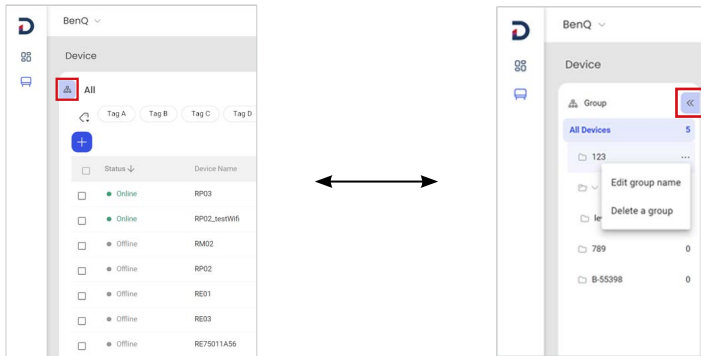 BenQ
Device
All
Tag A Tag B Tag C Tag D
Status Device Name
Online RP03
Online RP02_testWifi
Offline RM02
Offline RP02
Offline RE01
Offline RE03
Offline RE75011A56
BenQ
Device
Group
All Devices 5
123 ...
Edit group name
Delete a group
le
789 0
B-55398 0